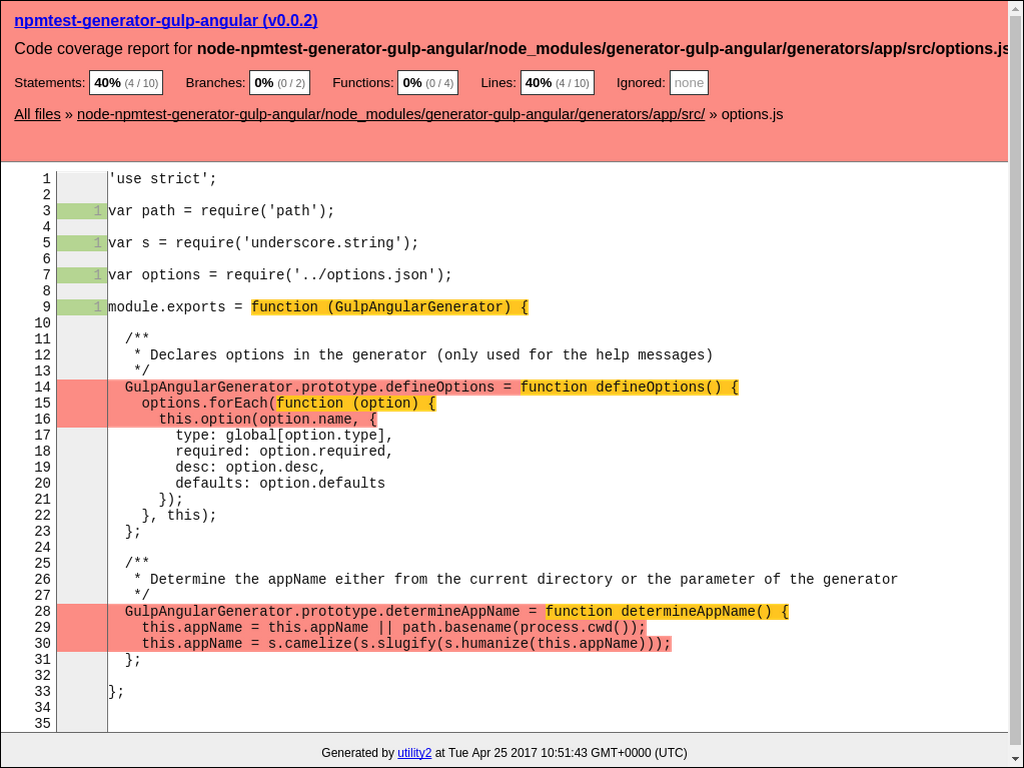 npmtest-generator-gulp-angular (v0.0.2)
Code coverage report for node-npmtest-generator-gulp-angular/node_modules/generator-gulp-angular/generators/app/src/options.js
Statements: 40% (4 / 10) Branches: 0% (0 / 2) Functions: 0% (0 / 4) Lines: 40% (4 / 10) Ignored: none
All files » node-npmtest-generator-gulp-angular/node_modules/generator-gulp-angular/generators/app/src/ » options.js
1 'use strict';
2
3 1 var path = require('path');
4
5 1 var s = require('underscore.string');
6
7 1 var options = require('../options.json');
8
9 1 module.exports = function (GulpAngularGenerator) {
10
11 /**
12 * Declares options in the generator (only used for the help messages)
13 */
14 GulpAngularGenerator.prototype.defineOptions = function defineOptions() {
15 options.forEach(function (option) {
16 this.option(option.name, {
17 type: global[option.type],
18 required: option.required,
19 desc: option.desc,
20 defaults: option.defaults
21 });
22 }, this);
23 };
24
25 /**
26 * Determine the appName either from the current directory or the parameter of the generator
27 */
28 GulpAngularGenerator.prototype.determineAppName = function determineAppName() {
29 this.appName = this.appName || path.basename(process.cwd());
30 this.appName = s.camelize(s.slugify(s.humanize(this.appName)));
31 };
32
33 };
34
35
Generated by utility2 at Tue Apr 25 2017 10:51:43 GMT+0000 (UTC)